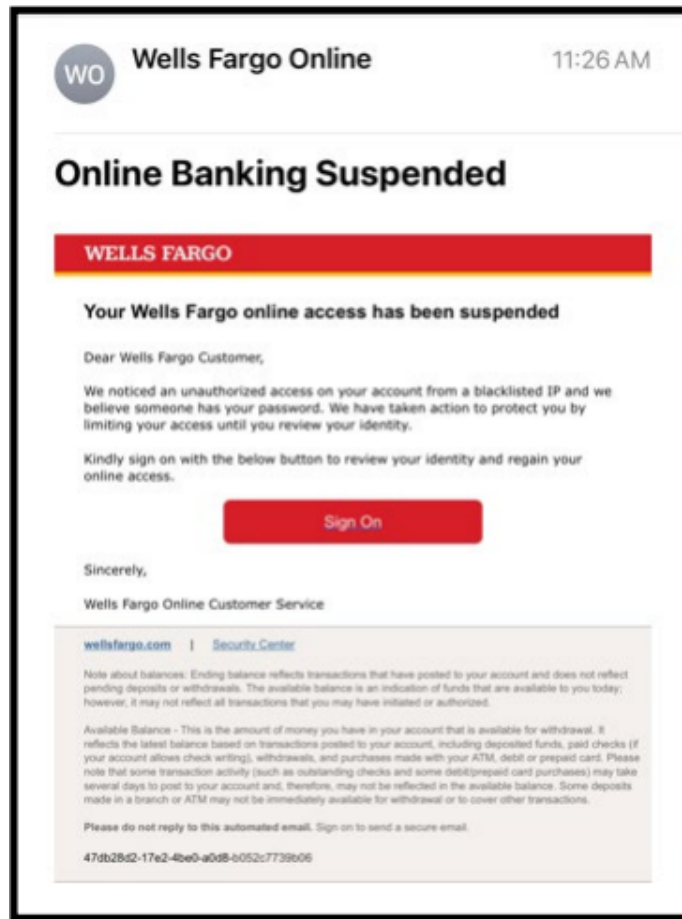 WO
Wells Fargo Online
11:26 AM
Online Banking Suspended
WELLS FARGO
Your Wells Fargo online access has been suspended
Dear Wells Fargo Customer,
We noticed an unauthorized access on your account from a blacklisted IP and we
believe someone has your password. We have taken action to protect you by
limiting your access until you review your identity.
Kindly sign on with the below button to review your identity and regain your
online access.
Sign On
Sincerely,
Wells Fargo Online Customer Service
wellsfargo.com | Security Center
Note about balances: Ending balance reflects transactions that have posted to your account and does not reflect
pending deposits or withdrawals. The available balance is an indication of funds that are available to you today;
however, it may not reflect all transactions that you may have initiated or authorized.
Available Balance - This is the amount of money you have in your account that is available for withdrawal. It
reflects the latest balance based on transactions posted to your account, including deposited funds, paid checks (if
your account allows check writing), withdrawals, and purchases made with your ATM, debit or prepaid card. Please
note that some transaction activity (such as outstanding checks and some debit/prepaid card purchases) may take
several days to post to your account and, therefore, may not be reflected in the available balance. Some deposits
made in a branch or ATM may not be immediately available for withdrawal or to cover other transactions.
Please do not reply to this automated email. Sign on to send a secure email.
47db28d2-17e2-4be0-a0d8-b052c7739b06